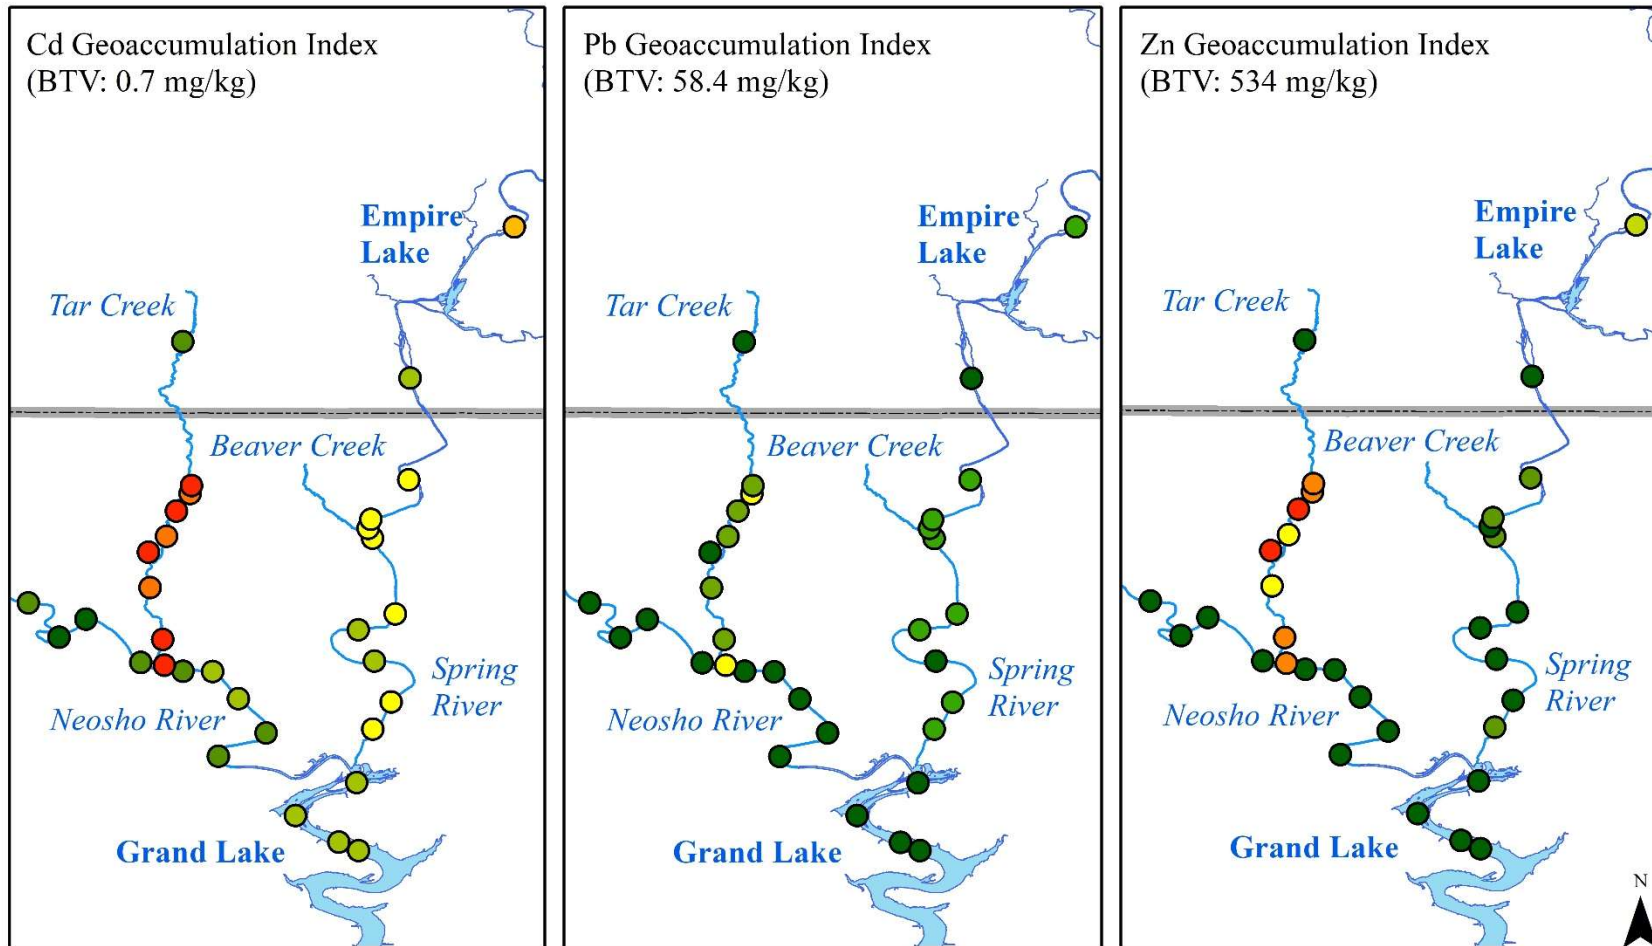 Cd Geoaccumulation Index
(BTV: 0.7 mg/kg)
Empire
Lake
Tar Creek
Beaver Creek
Spring
River
Neosho River
Grand Lake
Pb Geoaccumulation Index
(BTV: 58.4 mg/kg)
Empire
Lake
Tar Creek
Beaver Creek
Spring
River
Neosho River
Grand Lake
Zn Geoaccumulation Index
(BTV: 534 mg/kg)
Empire
Lake
Tar Creek
Beaver Creek
Spring
River
Neosho River
Grand Lake
N